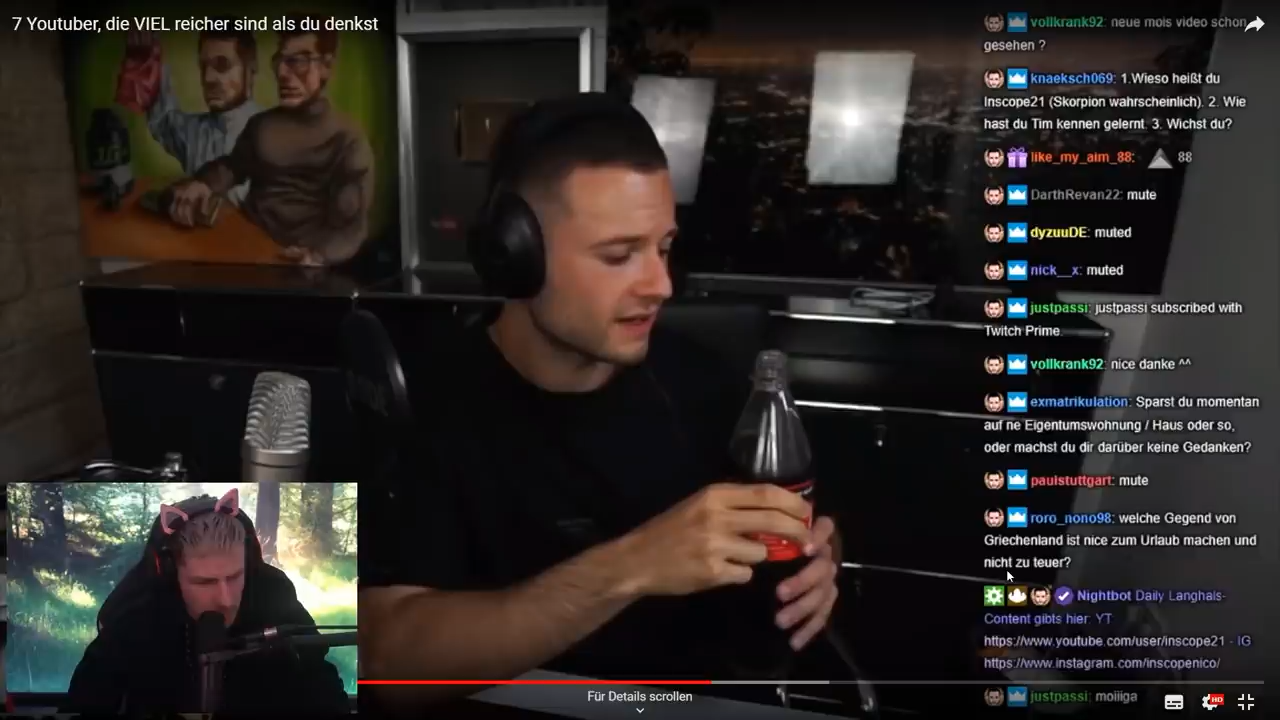 7 Youtuber, die VIEL reicher sind als du denkst
vollkrank92: neue mois video schon
gesehen ?
knaeksch069: 1.Wieso heißt du
Inscope21 (Skorpion wahrscheinlich). 2. Wie
hast du Tim kennen gelernt. 3. Wichst du?
like_my_aim_88: 88
DarthRevan22: mute
dyzuuDE: muted
nick__x: muted
justpassi: justpassi subscribed with
Twitch Prime.
vollkrank92: nice danke ^^
exmatrikulation: Sparst du momentan
auf ne Eigentumswohnung / Haus oder so,
oder machst du dir darüber keine Gedanken?
paulstuttgart: mute
roro_nono98: welche Gegend von
Griechenland ist nice zum Urlaub machen und
nicht zu teuer?
Nightbot Daily Langhals-
Content gibts hier: YT
https://www.youtube.com/user/inscope21 - IG
https://www.instagram.com/inscopenico/
justpassi: moiiiga
Für Details scrollen
HD